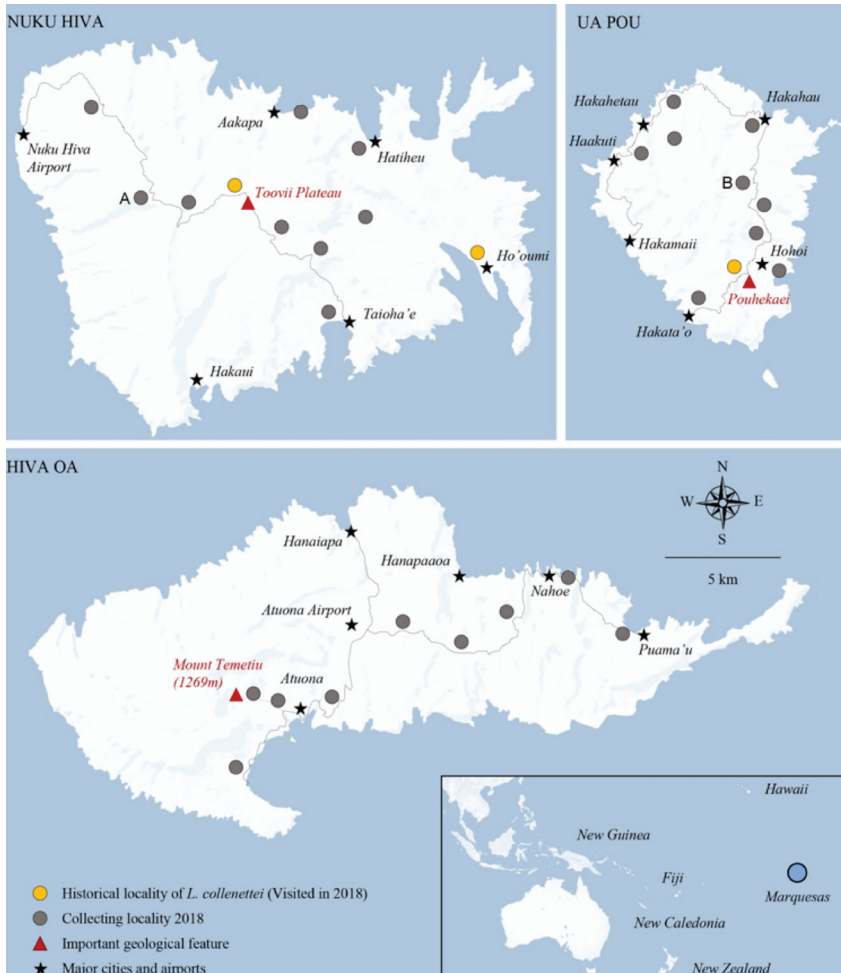 NUKU HIVA
Aakapa
Nuku Hiva
Airport
Hatiheu
A
Toovii Plateau
Ho'oumi
Taioha'e
Hakaui
UA POU
Hakahetau
Hakahau
Haakuti
B
Hakamaii
Hohoi
Pouhekaei
Hakata'o
HIVA OA
N
W
E
S
5 km
Hanaiapa
Hanapaaoa
Nahoe
Atuona Airport
Puama'u
Mount Temetiu
(1269m)
Atuona
Hawaii
New Guinea
Fiji
Marquesas
New Caledonia
New Zealand
Historical locality of L. collenettei (Visited in 2018)
Collecting locality 2018
Important geological feature
Major cities and airports